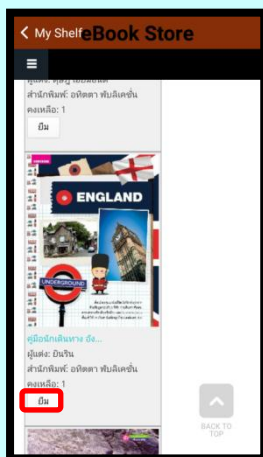 My Shelf
eBook Store
สำนักพิมพ์: อทิตตา พับลิเคชั่น
คงเหลือ: 1
ยืม
ENGLAND
UNDERGROUND
คู่มือนักเดินทาง อัง...
ผู้แต่ง: ปินริน
สำนักพิมพ์: อทิตตา พับลิเคชั่น
คงเหลือ: 1
ยืม
BACK TO
TOP